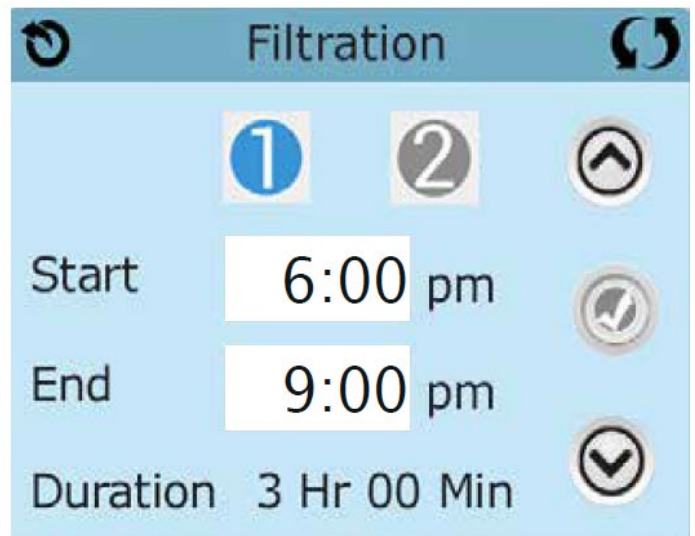 Filtration
1 2
Start 6:00 pm
End 9:00 pm
Duration 3 Hr 00 Min